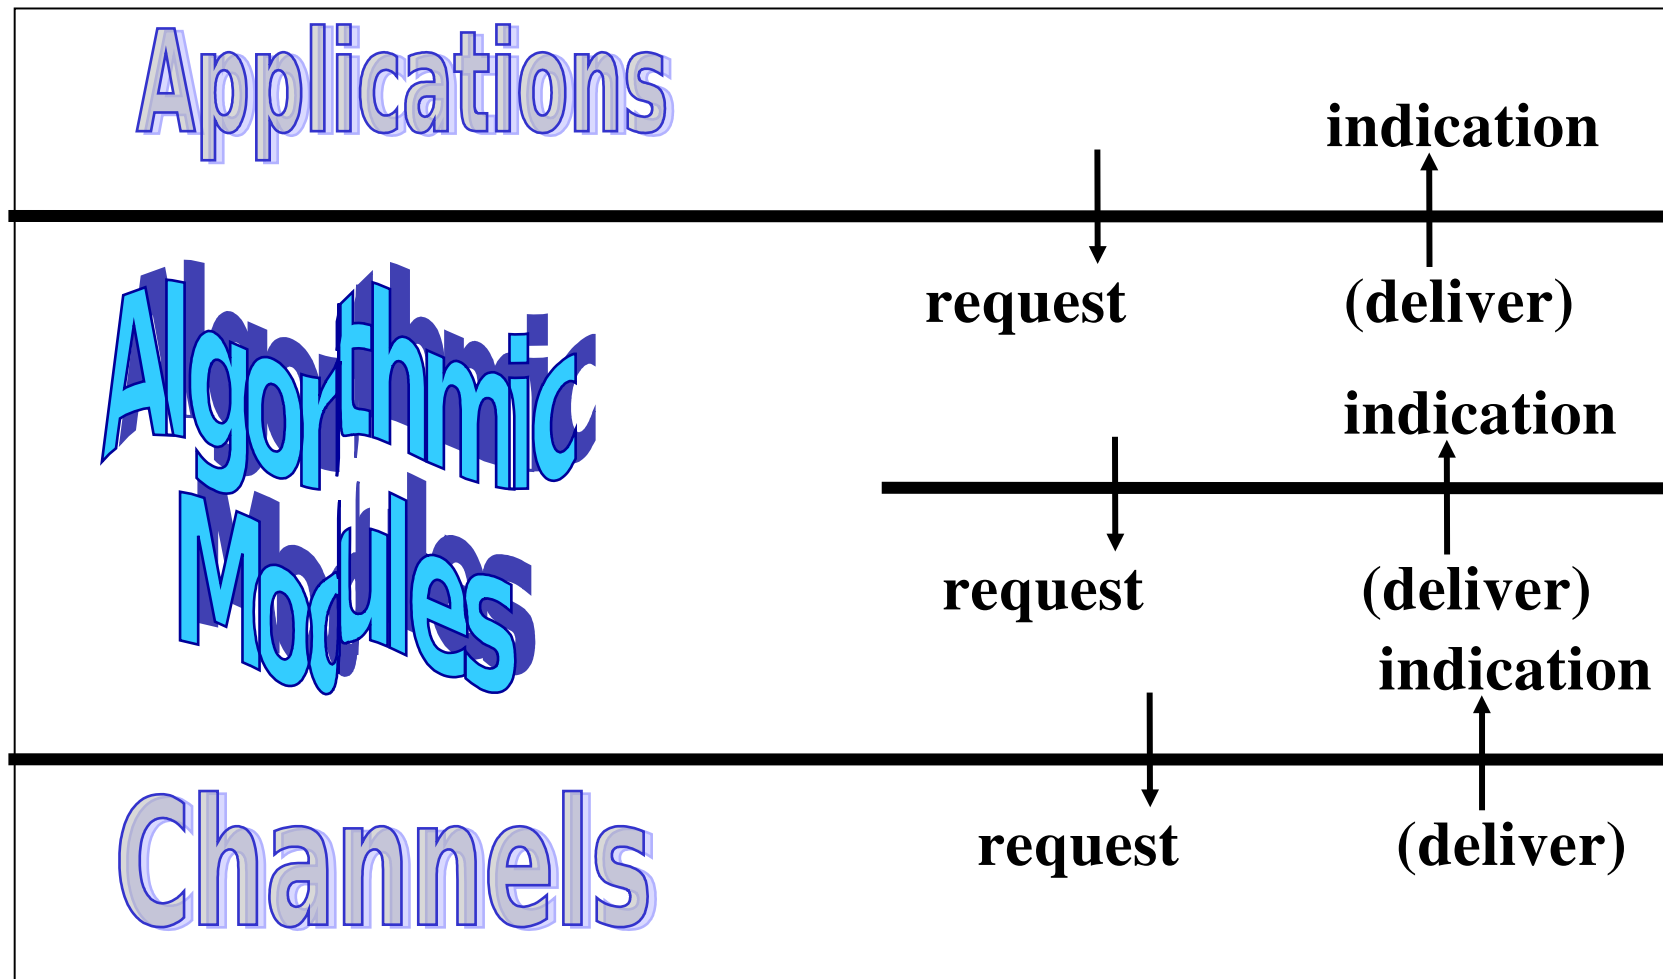 Applications
indication
request
(deliver)
Algorithmic
Modules
indication
request
(deliver)
indication
Channels
request
(deliver)